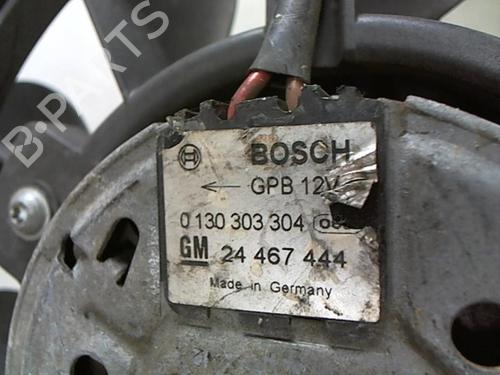 B-PARTS
BOSCH
← GPB 12V
0 130 303 304
GM 24 467 444
Made in Germany